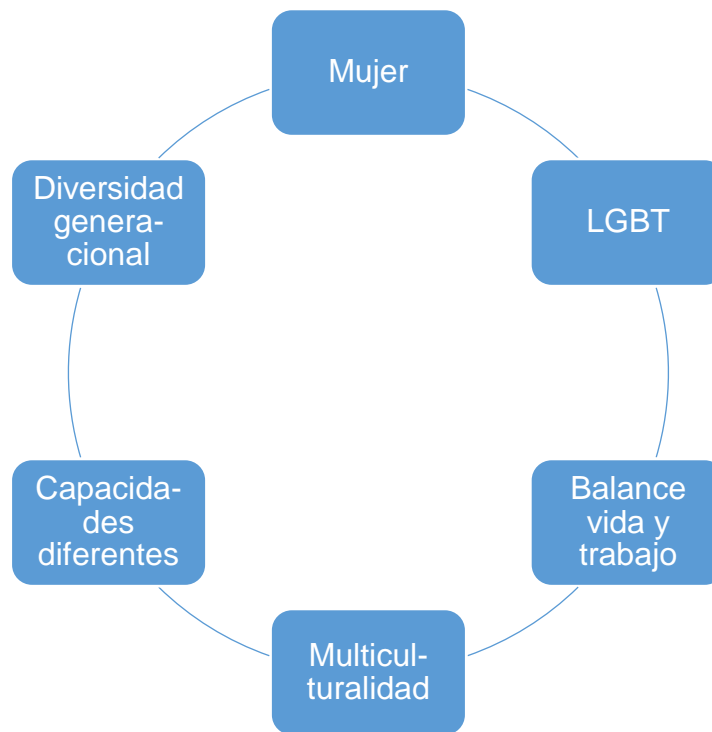 Mujer
LGBT
Balance
vida y
trabajo
Multicul-
turalidad
Capacida-
des
diferentes
Diversidad
genera-
cional